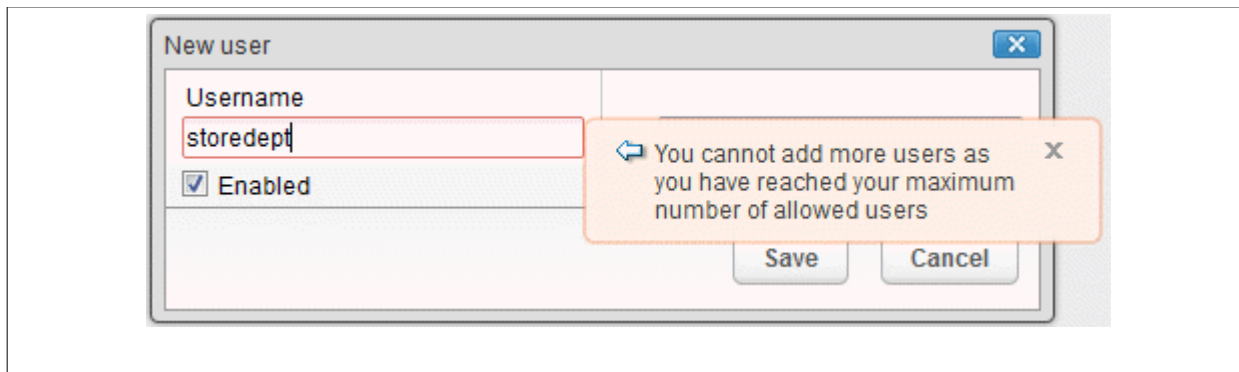 New user
Username
storedept
Enabled
You cannot add more users as
you have reached your maximum
number of allowed users
Save
Cancel